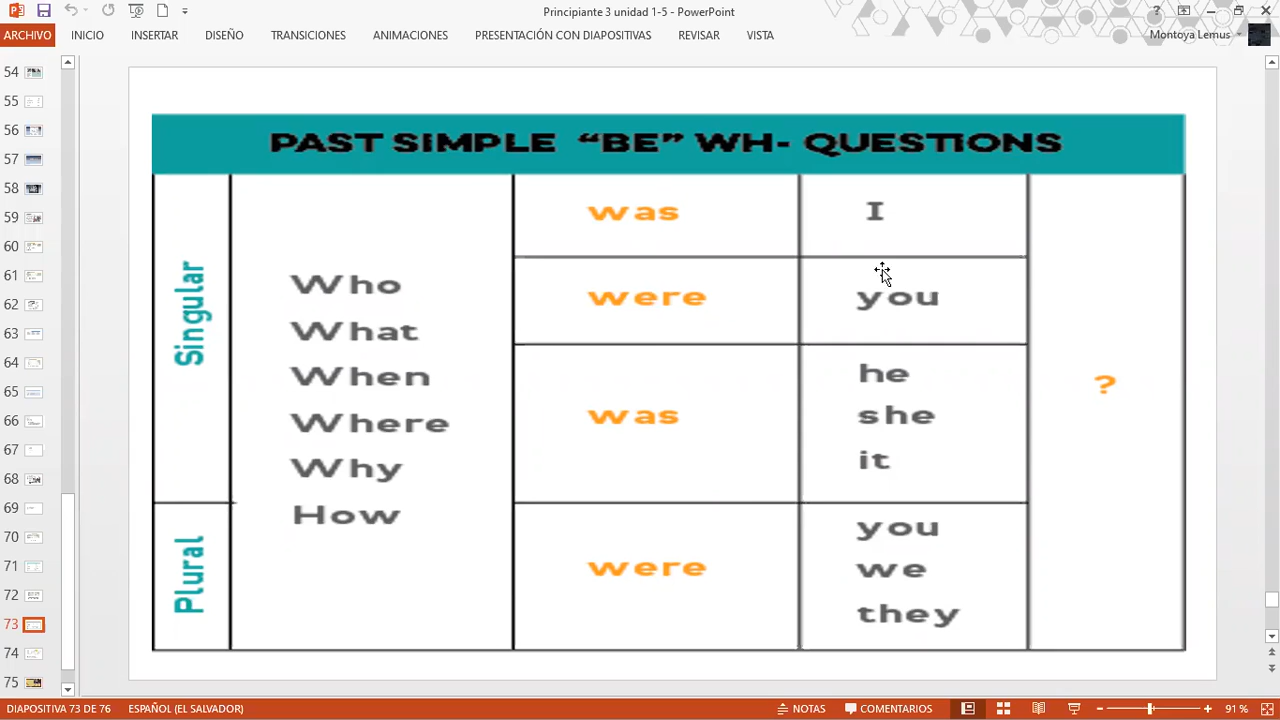 Principiante 3 unidad 1-5 - PowerPoint
ARCHIVO INICIO INSERTAR DISEÑO TRANSICIONES ANIMACIONES PRESENTACIÓN CON DIAPOSITIVAS REVISAR VISTA Montoya Lemus
54
55
56
57
58
59
60
61
62
63
64
65
66
67
68
69
70
71
72
73
74
75
PAST SIMPLE “BE” WH- QUESTIONS
Singular
Plural
Who
What
When
Where
Why
How
was
were
was
were
I
you
he
she
it
you
we
they
?
DIAPOSITIVA 73 DE 76 ESPAÑOL (EL SALVADOR) NOTAS COMENTARIOS 91 %